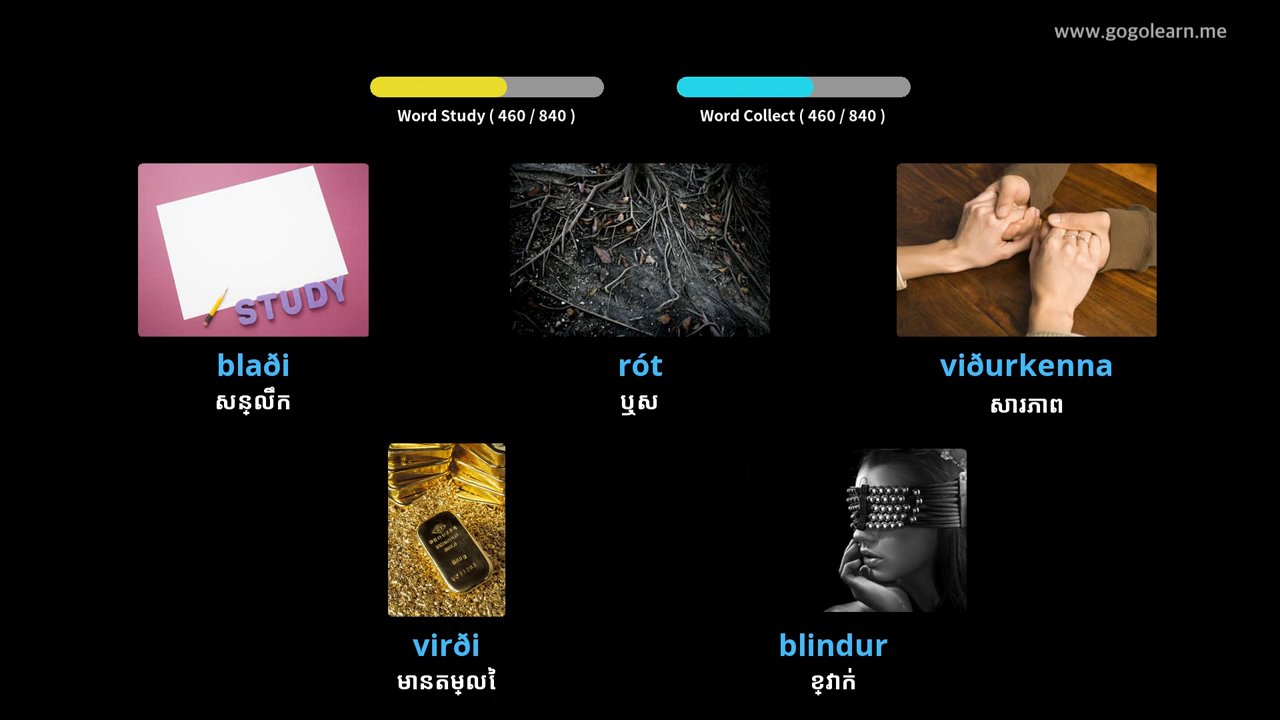 www.gogolearn.me
Word Study ( 460 / 840 )
Word Collect ( 460 / 840 )
STUDY
blaði
សន្លឹក
rót
ឬស
viðurkenna
សារភាព
virði
មានតម្លៃ
blindur
ខ្វាក់